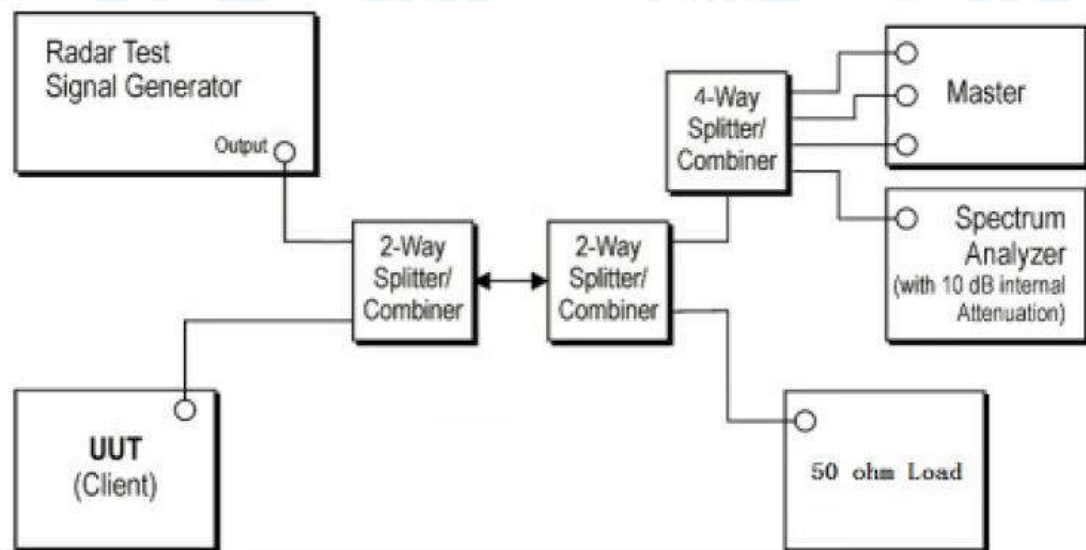 Radar Test
Signal Generator
Output
4-Way
Splitter/
Combiner
Master
2-Way
Splitter/
Combiner
2-Way
Splitter/
Combiner
Spectrum
Analyzer
(with 10 dB internal
Attenuation)
UUT
(Client)
50 ohm Load